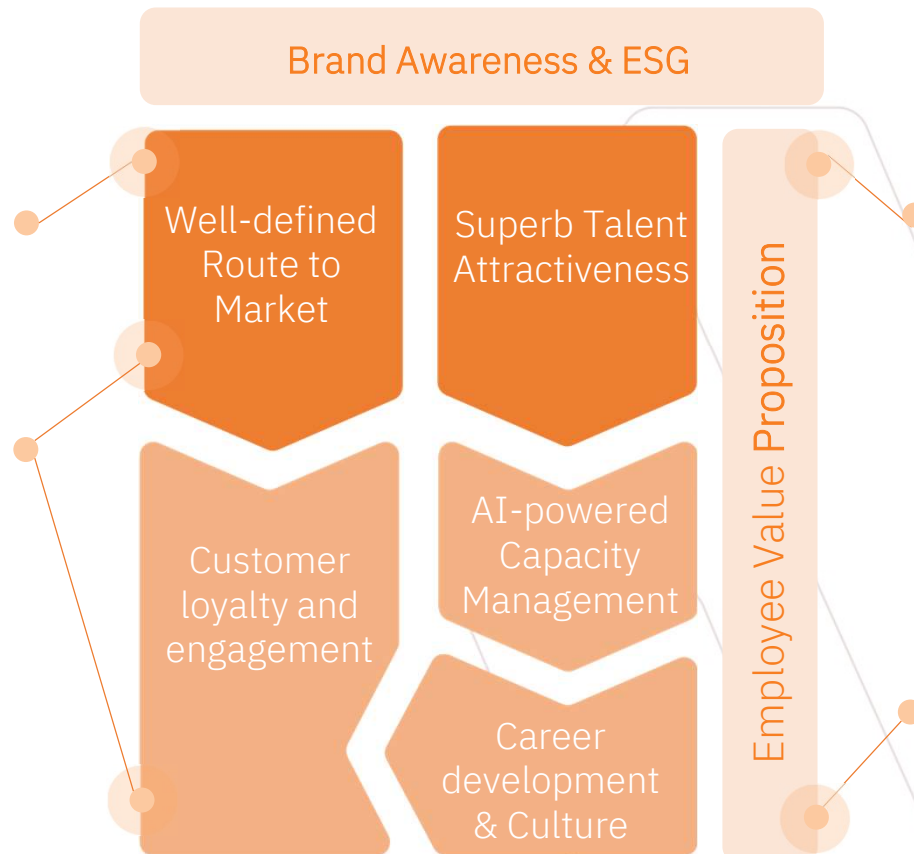 Brand Awareness & ESG
Well-defined
Route to
Market
Superb Talent
Attractiveness
Customer
loyalty and
engagement
AI-powered
Capacity
Management
Career
development
& Culture
Employee Value Proposition